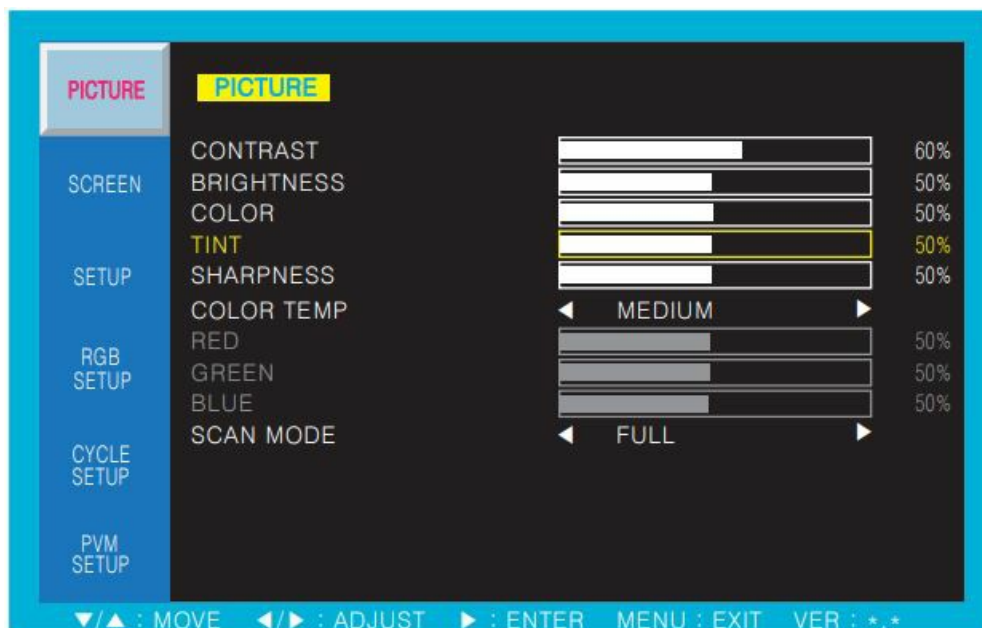 PICTURE
SCREEN
SETUP
RGB
SETUP
CYCLE
SETUP
PVM
SETUP
PICTURE
CONTRAST 60%
BRIGHTNESS 50%
COLOR 50%
TINT 50%
SHARPNESS 50%
COLOR TEMP ◀ MEDIUM ▶
RED 50%
GREEN 50%
BLUE 50%
SCAN MODE ◀ FULL ▶
▼/▲ : MOVE ◀/▶ : ADJUST ▶ : ENTER MENU : EXIT VER : *.*